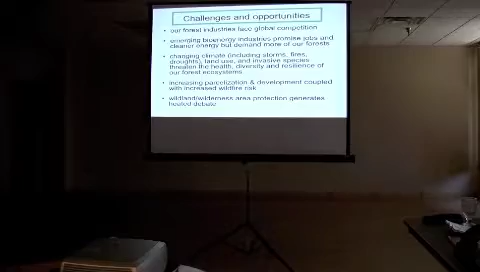 Challenges and opportunities
• our forest industries face global competition
• emerging bioenergy industries promise jobs and
cleaner energy but demand more of our forests
• changing climate (including storms, fires,
droughts), land use, and invasive species
threaten the health, diversity and resilience of
our forest ecosystems
• increasing parcelization & development coupled
with increased wildfire risk
• wildland/wilderness area protection generates
heated debate